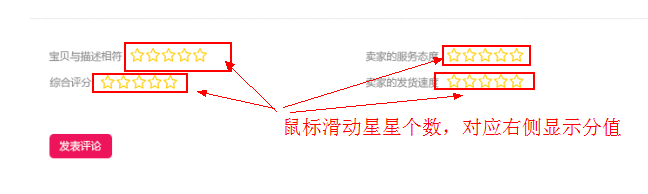 宝贝与描述相符
卖家的服务态度
综合评分
卖家的发货速度
鼠标滑动星星个数，对应右侧显示分值
发表评论